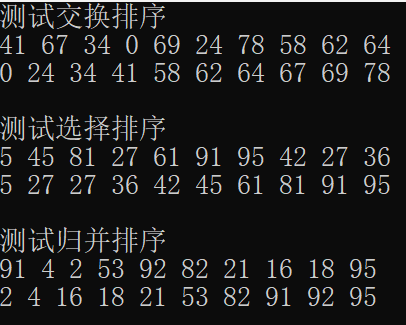 测试交换排序
41 67 34 0 69 24 78 58 62 64
0 24 34 41 58 62 64 67 69 78
测试选择排序
5 45 81 27 61 91 95 42 27 36
5 27 27 36 42 45 61 81 91 95
测试归并排序
91 4 2 53 92 82 21 16 18 95
2 4 16 18 21 53 82 91 92 95